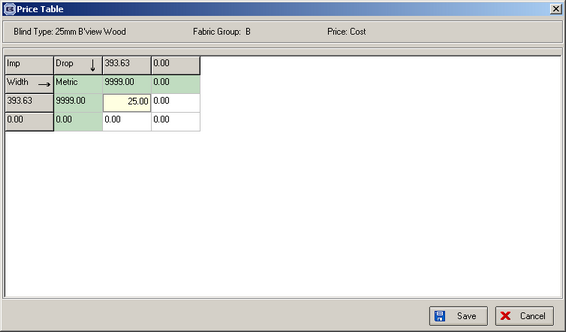 Price Table
Blind Type: 25mm B'view Wood Fabric Group: B Price: Cost
Imp Drop ↓ 393.63 0.00
Width → Metric 9999.00 0.00
393.63 9999.00 25.00 0.00
0.00 0.00 0.00 0.00
Save Cancel